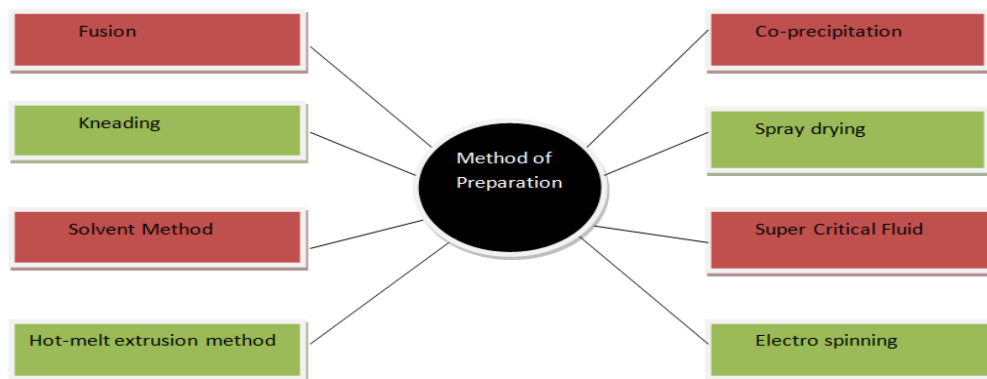 Fusion
Kneading
Solvent Method
Hot-melt extrusion method
Method of
Preparation
Co-precipitation
Spray drying
Super Critical Fluid
Electro spinning